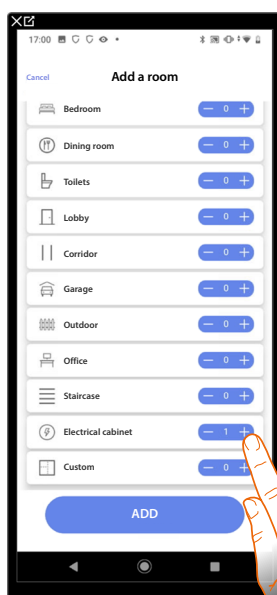 17:00
Cancel Add a room
Bedroom − 0 +
Dining room − 0 +
Toilets − 0 +
Lobby − 0 +
Corridor − 0 +
Garage − 0 +
Outdoor − 0 +
Office − 0 +
Staircase − 0 +
Electrical cabinet − 1 +
Custom − 0 +
ADD